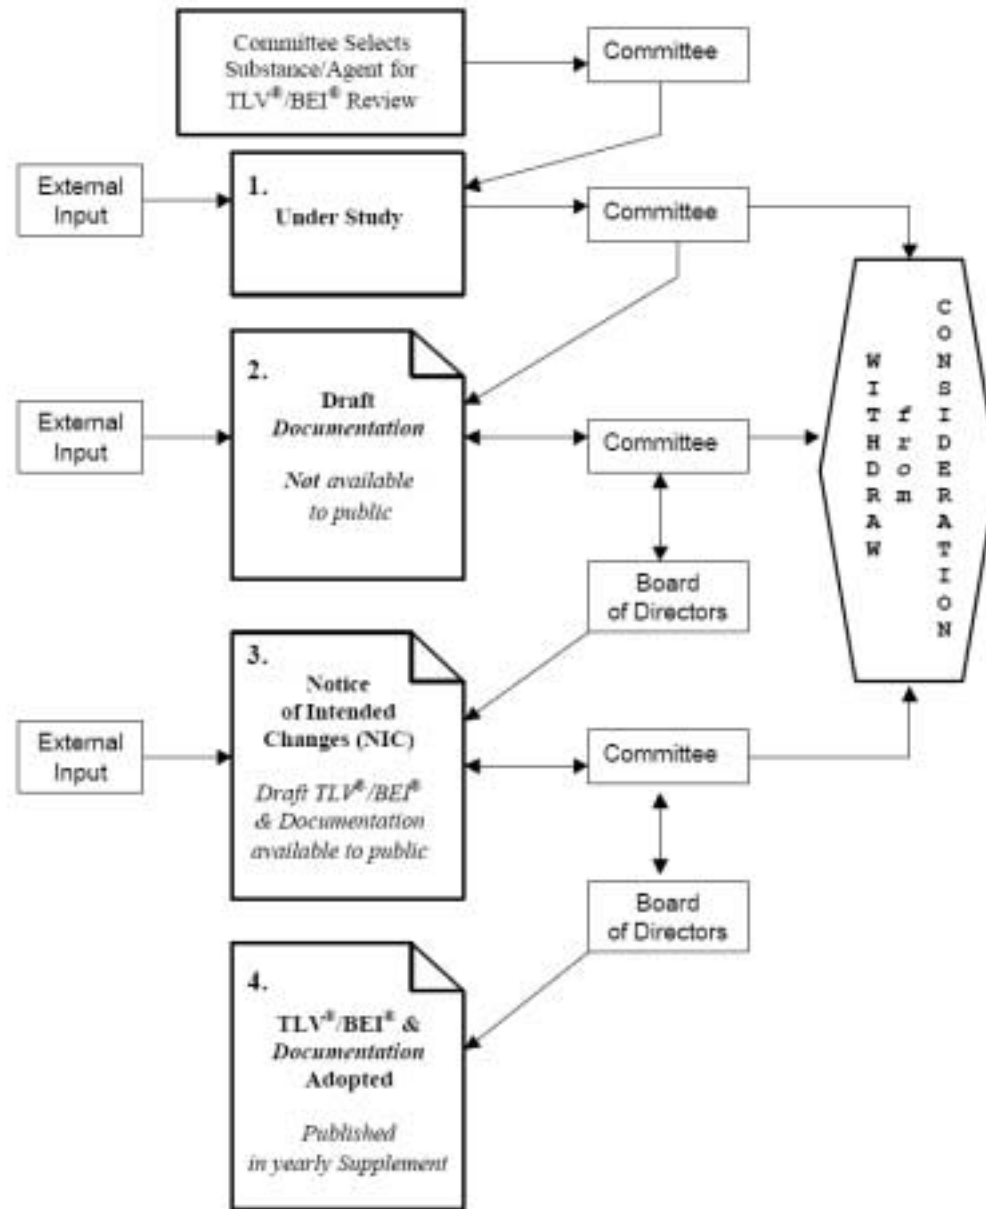 Committee Selects
Substance/Agent for
TLV®/BEI® Review
Committee
External
Input
1.
Under Study
Committee
2.
Draft
Documentation
Not available
to public
External
Input
Committee
WITHDRAW
from
CONSIDERATION
Board
of Directors
3.
Notice
of Intended
Changes (NIC)
Draft TLV®/BEI®
& Documentation
available to public
External
Input
Committee
Board
of Directors
4.
TLV®/BEI® &
Documentation
Adopted
Published
in yearly Supplement